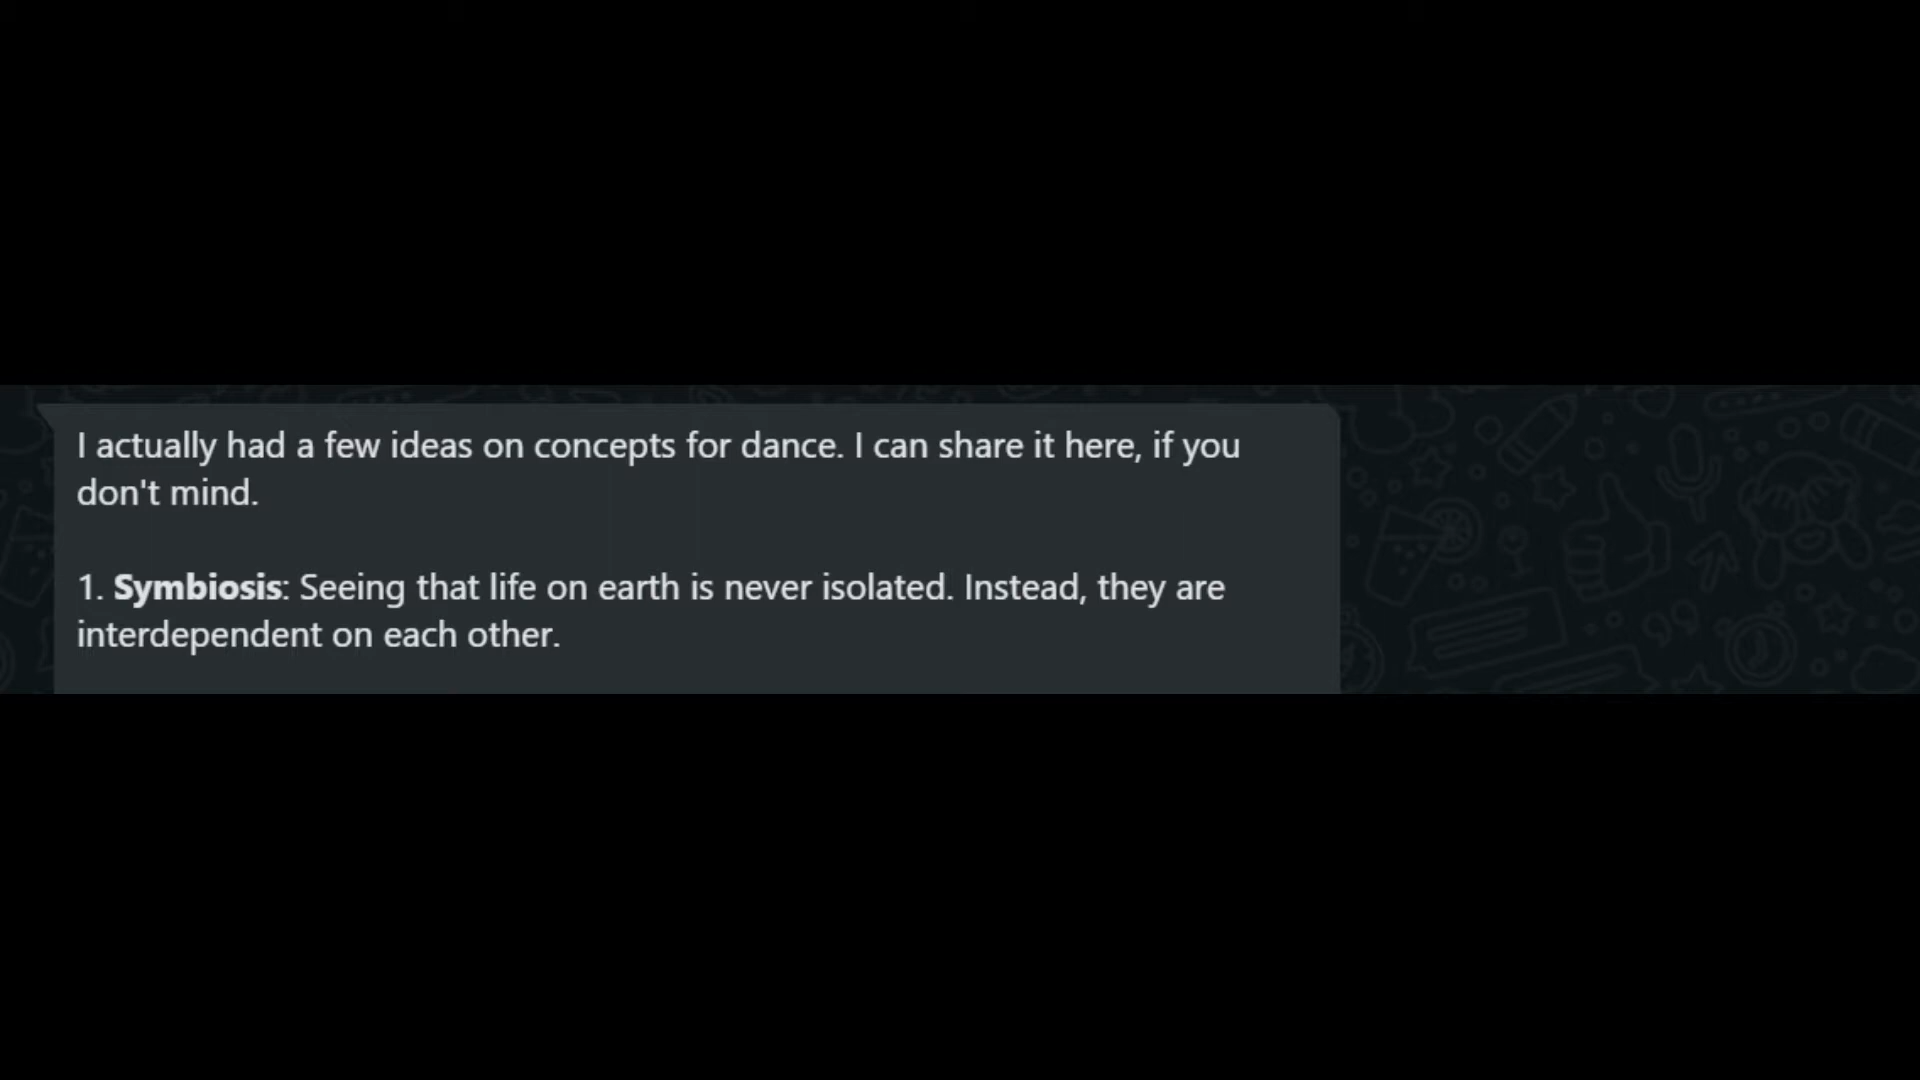 I actually had a few ideas on concepts for dance. I can share it here, if you
don't mind.
1. Symbiosis: Seeing that life on earth is never isolated. Instead, they are
interdependent on each other.